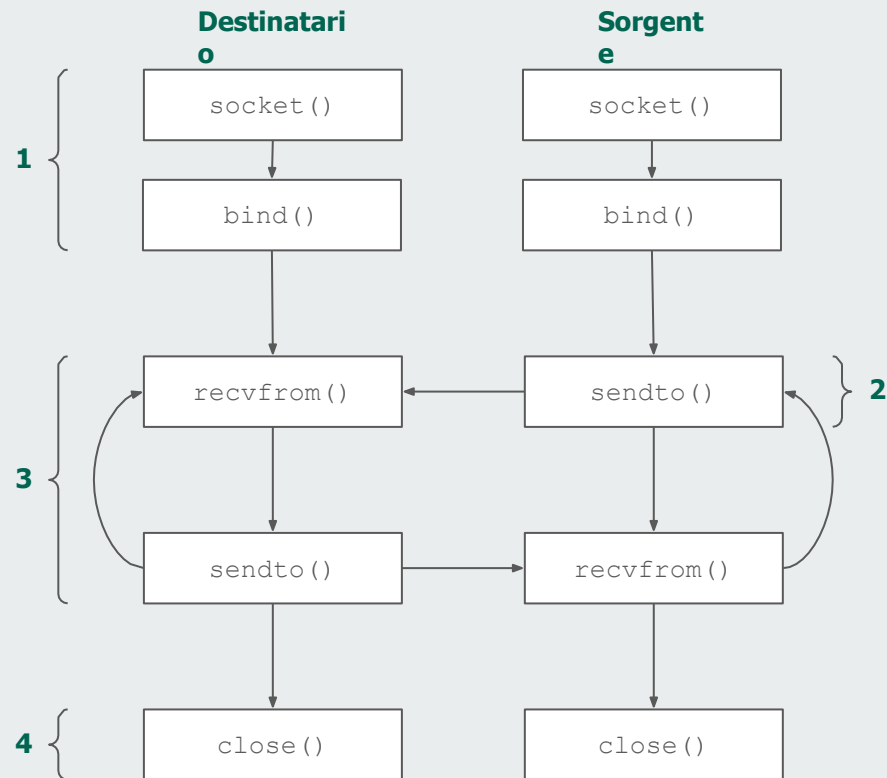 Destinatari
o
Sorgent
e
socket()
socket()
1
bind()
bind()
recvfrom()
sendto()
2
3
sendto()
recvfrom()
4
close()
close()